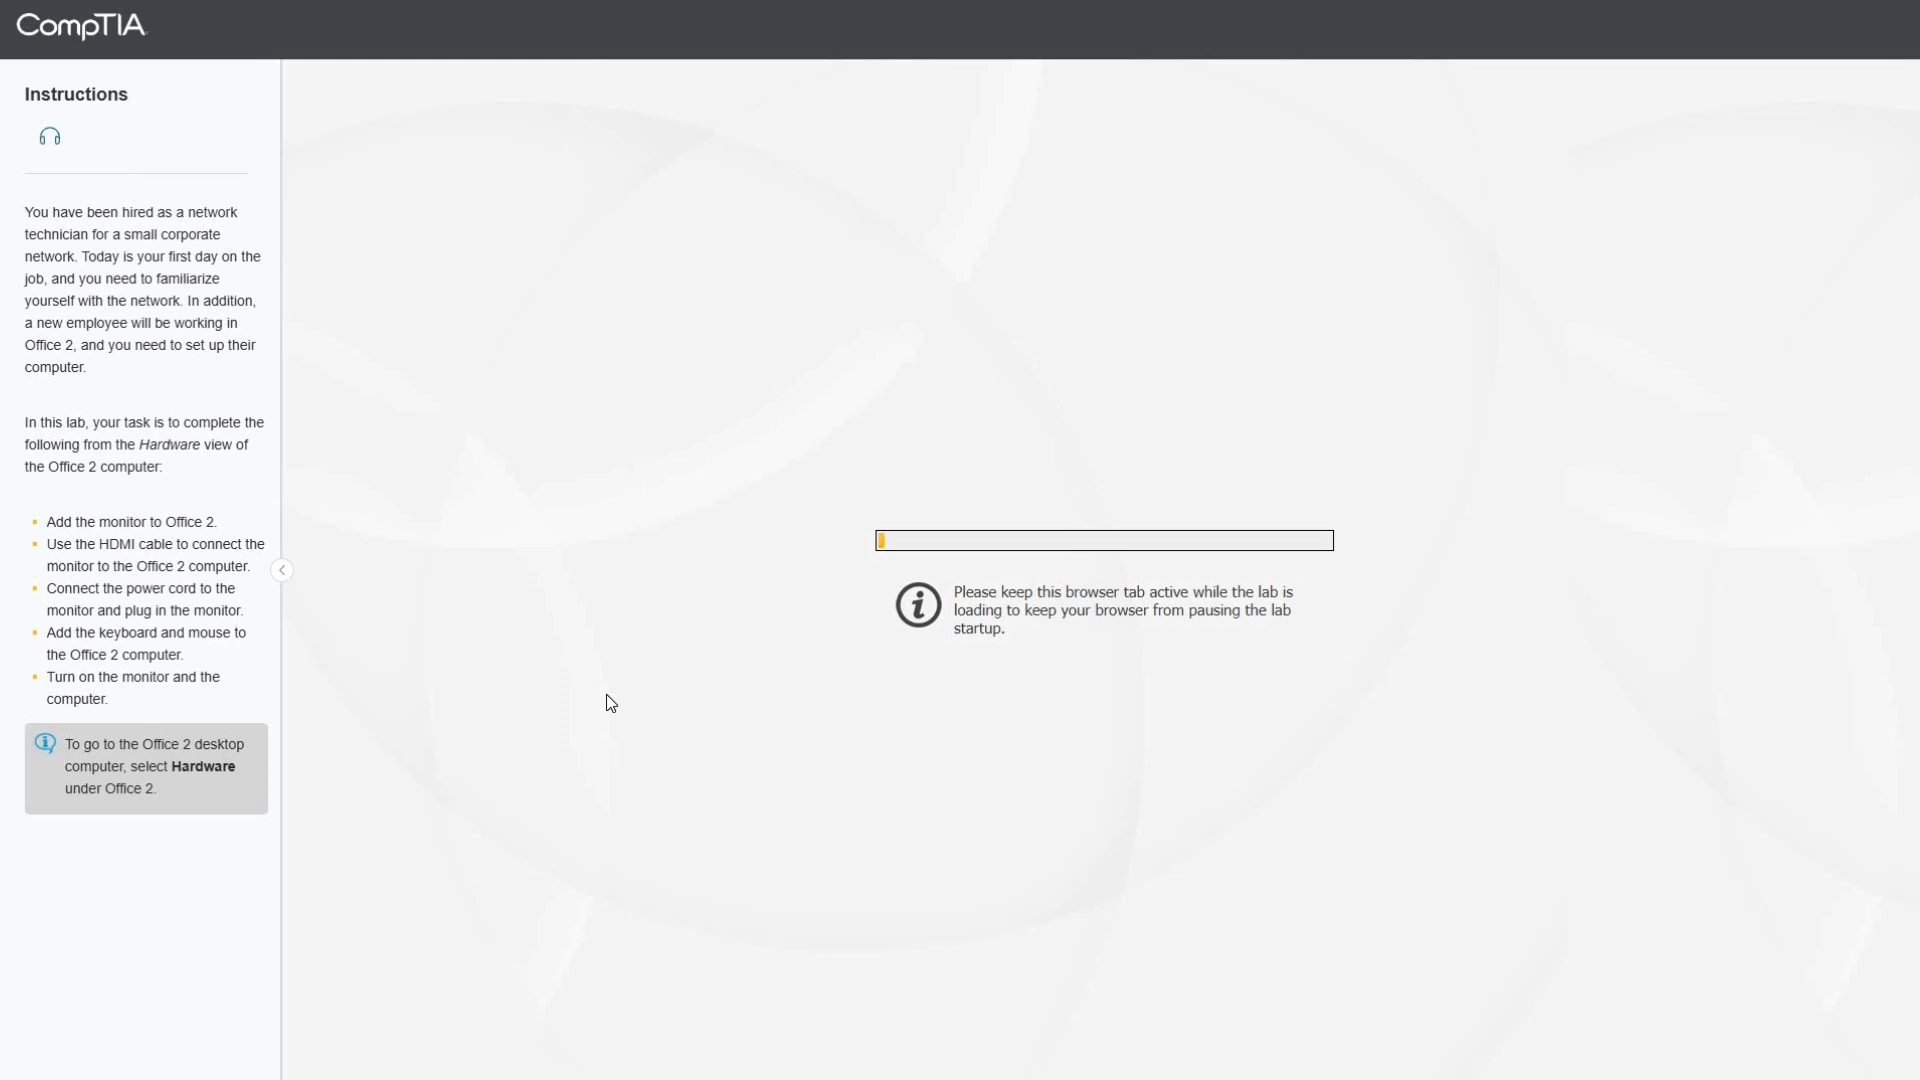 CompTIA
Instructions
You have been hired as a network
technician for a small corporate
network. Today is your first day on the
job, and you need to familiarize
yourself with the network. In addition,
a new employee will be working in
Office 2, and you need to set up their
computer.
In this lab, your task is to complete the
following from the Hardware view of
the Office 2 computer:
Add the monitor to Office 2.
Use the HDMI cable to connect the
monitor to the Office 2 computer.
Connect the power cord to the
monitor and plug in the monitor.
Add the keyboard and mouse to
the Office 2 computer.
Turn on the monitor and the
computer.
To go to the Office 2 desktop
computer, select Hardware
under Office 2.
Please keep this browser tab active while the lab is
loading to keep your browser from pausing the lab
startup.